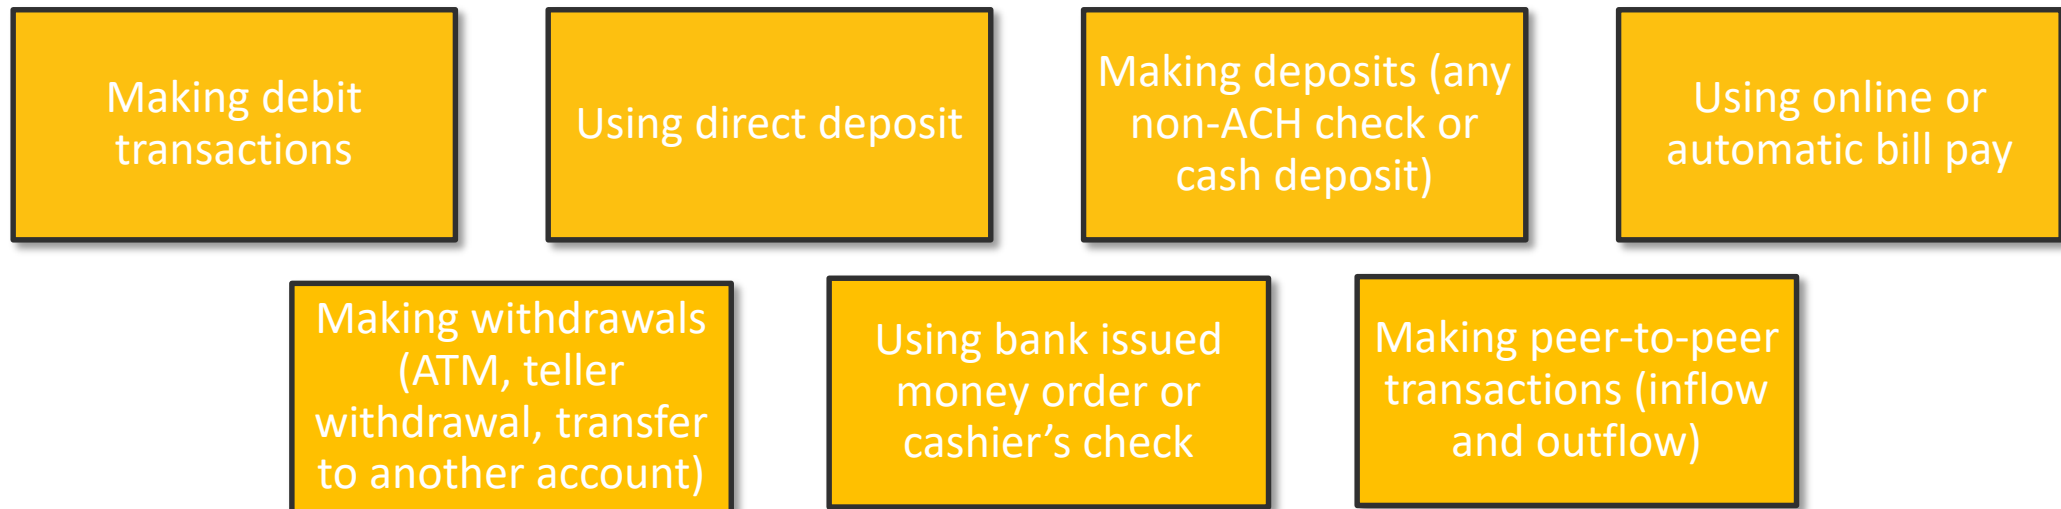 Making debit
transactions
Using direct deposit
Making deposits (any
non-ACH check or
cash deposit)
Using online or
automatic bill pay
Making withdrawals
(ATM, teller
withdrawal, transfer
to another account)
Using bank issued
money order or
cashier’s check
Making peer-to-peer
transactions (inflow
and outflow)